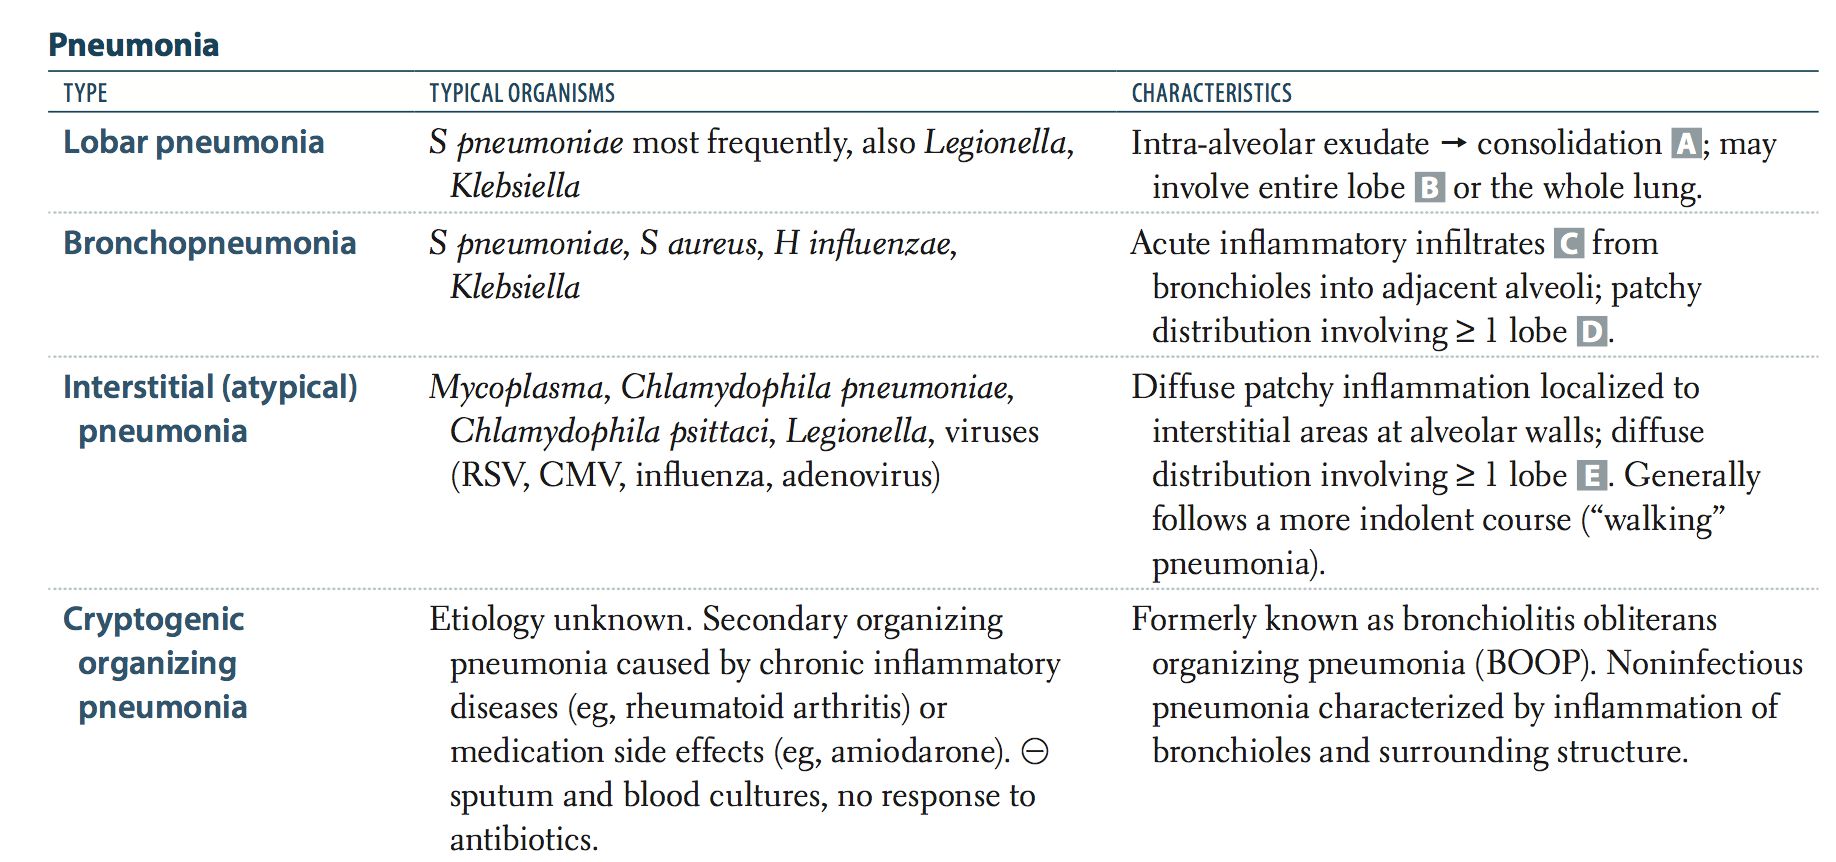 Pneumonia
TYPE TYPICAL ORGANISMS CHARACTERISTICS
Lobar pneumonia
S pneumoniae most frequently, also Legionella,
Klebsiella
Intra-alveolar exudate → consolidation A; may
involve entire lobe B or the whole lung.
Bronchopneumonia
S pneumoniae, S aureus, H influenzae,
Klebsiella
Acute inflammatory infiltrates C from
bronchioles into adjacent alveoli; patchy
distribution involving ≥ 1 lobe D.
Interstitial (atypical)
pneumonia
Mycoplasma, Chlamydophila pneumoniae,
Chlamydophila psittaci, Legionella, viruses
(RSV, CMV, influenza, adenovirus)
Diffuse patchy inflammation localized to
interstitial areas at alveolar walls; diffuse
distribution involving ≥ 1 lobe E. Generally
follows a more indolent course (“walking”
pneumonia).
Cryptogenic
organizing
pneumonia
Etiology unknown. Secondary organizing
pneumonia caused by chronic inflammatory
diseases (eg, rheumatoid arthritis) or
medication side effects (eg, amiodarone). ⊖
sputum and blood cultures, no response to
antibiotics.
Formerly known as bronchiolitis obliterans
organizing pneumonia (BOOP). Noninfectious
pneumonia characterized by inflammation of
bronchioles and surrounding structure.